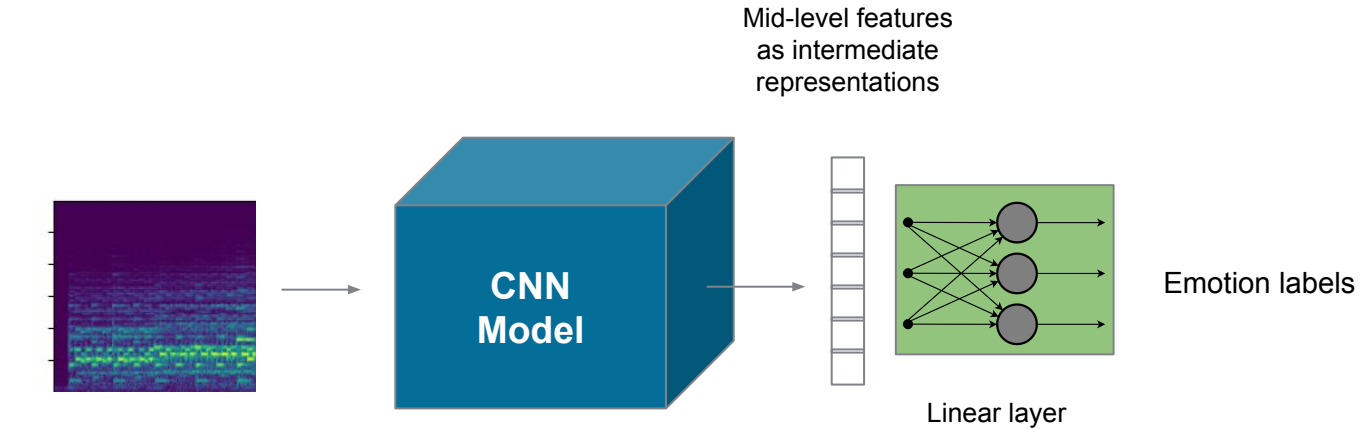 Mid-level features
as intermediate
representations
CNN
Model
Emotion labels
Linear layer